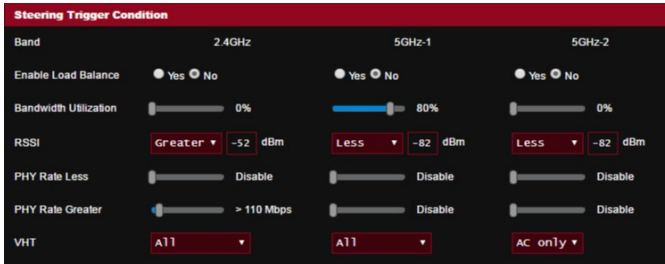 Steering Trigger Condition
Band 2.4GHz 5GHz-1 5GHz-2
Enable Load Balance Yes No Yes No Yes No
Bandwidth Utilization 0% 80% 0%
RSSI Greater -52 dBm Less -82 dBm Less -82 dBm
PHY Rate Less Disable Disable Disable
PHY Rate Greater > 110 Mbps Disable Disable
VHT All All AC only